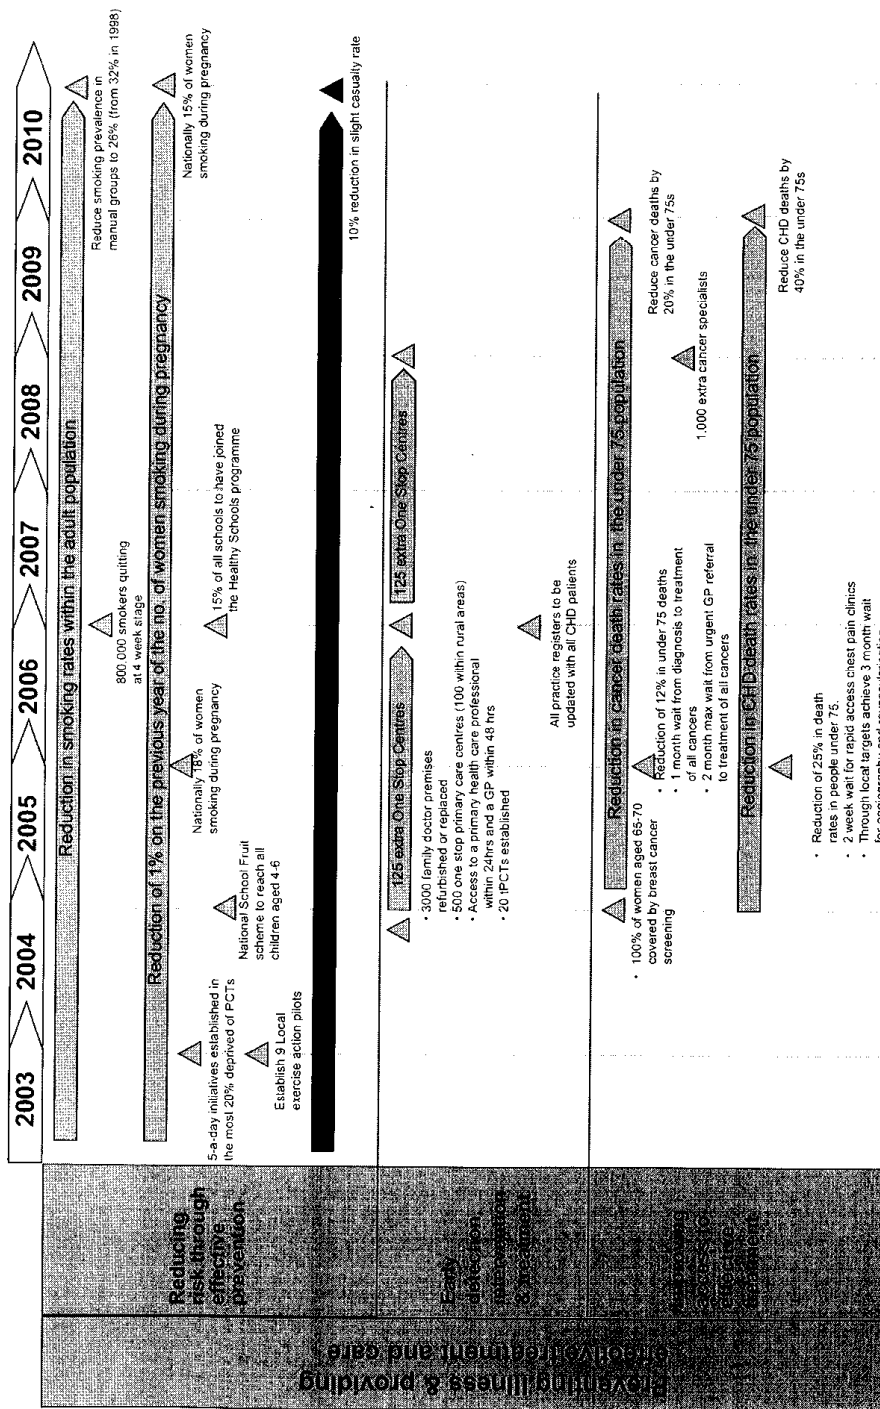 2003
2004
2005
2006
2007
2008
2009
2010
Preventing illness & providing
effective treatment and care
Reducing
risk through
effective
prevention
Reduction in smoking rates within the adult population
800,000 smokers quitting
at 4 week stage
Reduce smoking prevalence in
manual groups to 26% (from 32% in 1998)
Reduction of 1% on the previous year of the no. of women smoking during pregnancy
Nationally 18% of women
smoking during pregnancy
Nationally 15% of women
smoking during pregnancy
5-a-day initiatives established in
the most 20% deprived of PCTs
National School Fruit
scheme to reach all
children aged 4-6
15% of all schools to have joined
the Healthy Schools programme
Establish 9 Local
exercise action pilots
10% reduction in slight casualty rate
Early
detection,
intervention
& treatment
125 extra One Stop Centres
125 extra One Stop Centres
• 3000 family doctor premises
refurbished or replaced
• 500 one stop primary care centres (100 within rural areas)
• Access to a primary health care professional
within 24hrs and a GP within 48 hrs
• 20 tPCTs established
All practice registers to be
updated with all CHD patients
access to
effective
treatment
Reduction in cancer death rates in the under 75 population
• 100% of women aged 65-70
covered by breast cancer
screening
• Reduction of 12% in under 75 deaths
• 1 month wait from diagnosis to treatment
of all cancers
• 2 month max wait from urgent GP referral
to treatment of all cancers
Reduce cancer deaths by
20% in the under 75s
1,000 extra cancer specialists
Reduction in CHD death rates in the under 75 population
• Reduction of 25% in death
rates in people under 75.
• 2 week wait for rapid access chest pain clinics
• Through local targets achieve 3 month wait
for angiography and revascularisation
Reduce CHD deaths by
40% in the under 75s